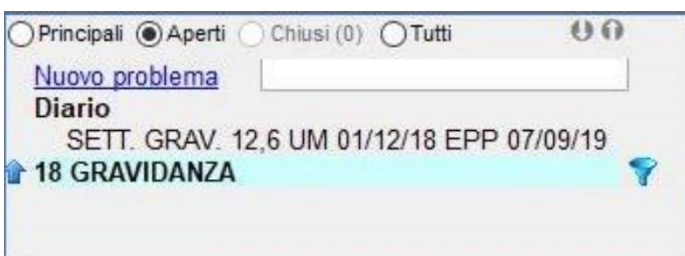 Principali Aperti Chiusi (0) Tutti
Nuovo problema
Diario
SETT. GRAV. 12,6 UM 01/12/18 EPP 07/09/19
18 GRAVIDANZA